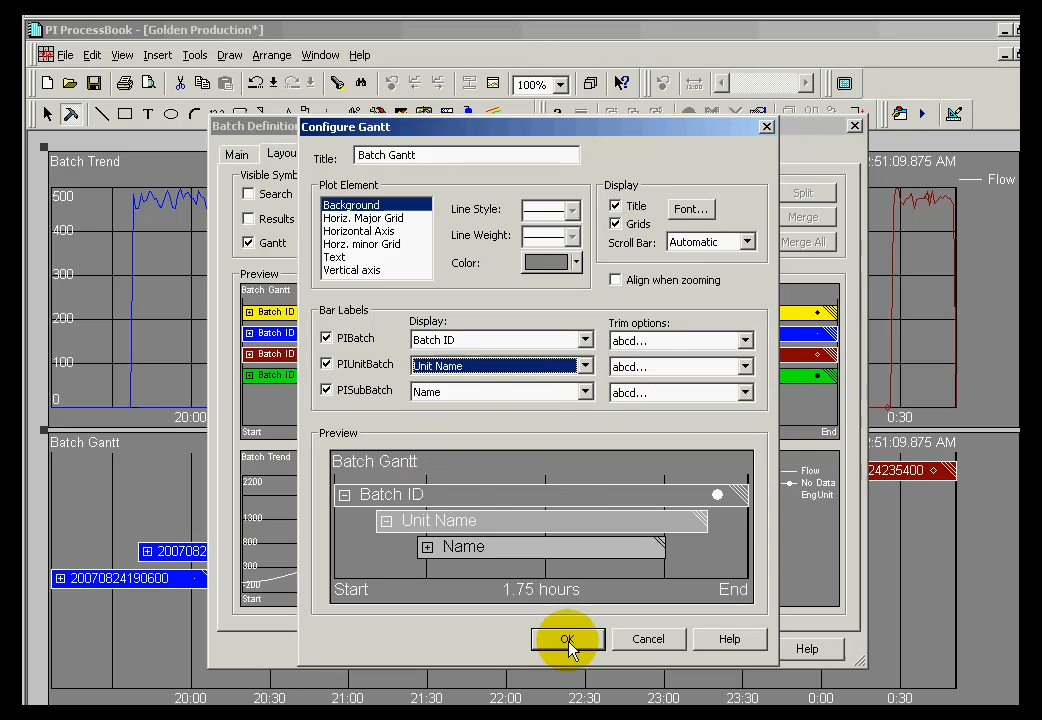 PI ProcessBook - [Golden Production*]
File Edit View Insert Tools Draw Arrange Window Help
100%
Batch Definition
Configure Gantt
Main Layou
Title: Batch Gantt
Batch Trend
2:51:09.875 AM
Flow
Visible Symb
Search
Results
Gantt
Plot Element
Background
Horiz. Major Grid
Horizontal Axis
Horz. minor Grid
Text
Vertical axis
Line Style:
Line Weight:
Color:
Display
Title
Font...
Grids
Scroll Bar: Automatic
Align when zooming
Split
Merge
Merge All
500
400
300
200
100
0
20:00
0:30
Preview
Batch Gantt
Batch ID
Batch ID
Batch ID
Batch ID
Start
End
Bar Labels
Display:
Trim options:
PIBatch Batch ID abcd...
PIUnitBatch Unit Name abcd...
PISubBatch Name abcd...
Batch Gantt
2:51:09.875 AM
Batch Trend
2200
1300
800
300
-200
Start
Flow
No Data
EngUnit
Preview
Batch Gantt
Batch ID
Unit Name
Name
Start 1.75 hours End
24235400
2007082
20070824190600
OK Cancel Help
Help
20:00 20:30 21:00 21:30 22:00 22:30 23:00 23:30 0:00 0:30